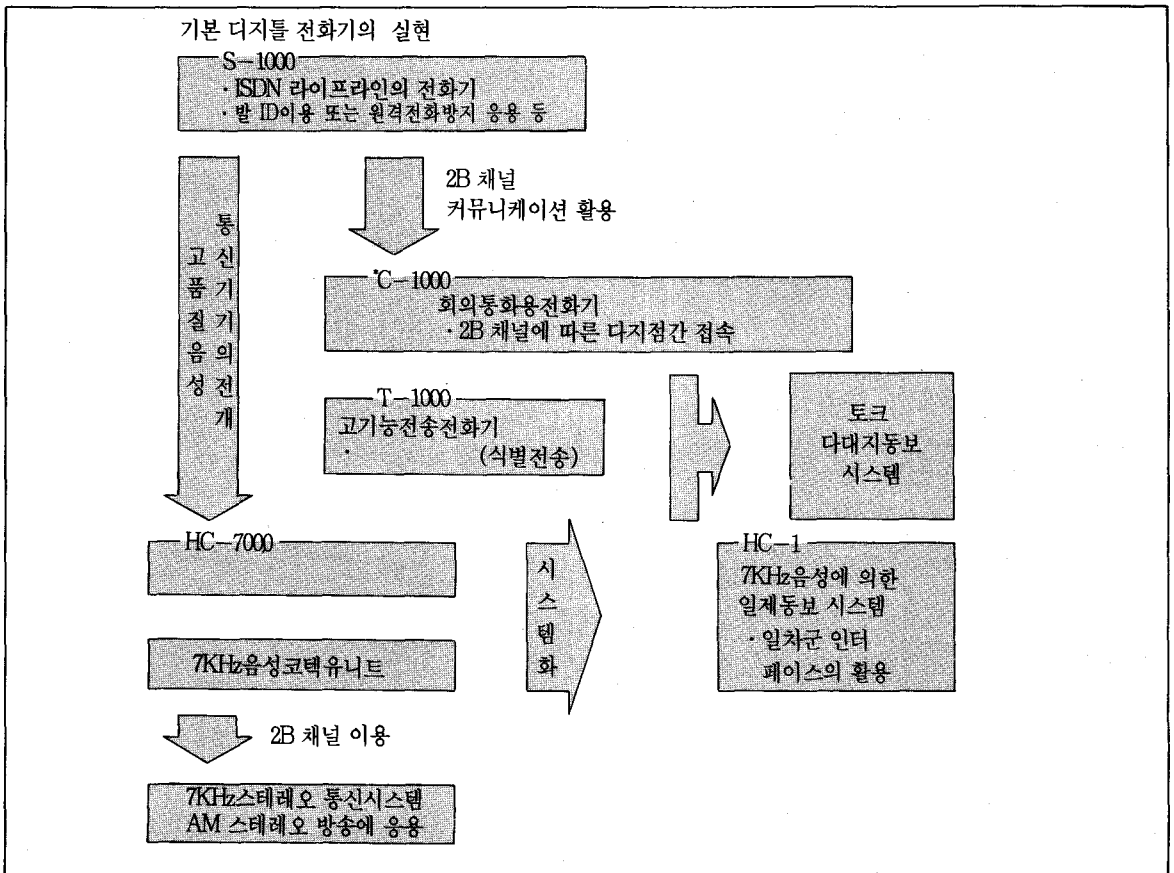 기본 디지틀 전화기의 실현
S-1000
· ISDN 라이프라인의 전화기
· 발 ID이용 또는 원격전화방지 응용 등
2B 채널
커뮤니케이션 활용
통신기기의전개
고품질음성
C-1000
회의통화용전화기
· 2B 채널에 따른 다지점간 접속
T-1000
고기능전송전화기
· (식별전송)
토크
다대지동보
시스템
HC-7000
7KHz음성코텍유니트
시스템화
HC-1
7KHz음성에 의한
일제동보 시스템
· 일차군 인터
페이스의 활용
2B 채널 이용
7KHz스테레오 통신시스템
AM 스테레오 방송에 응용